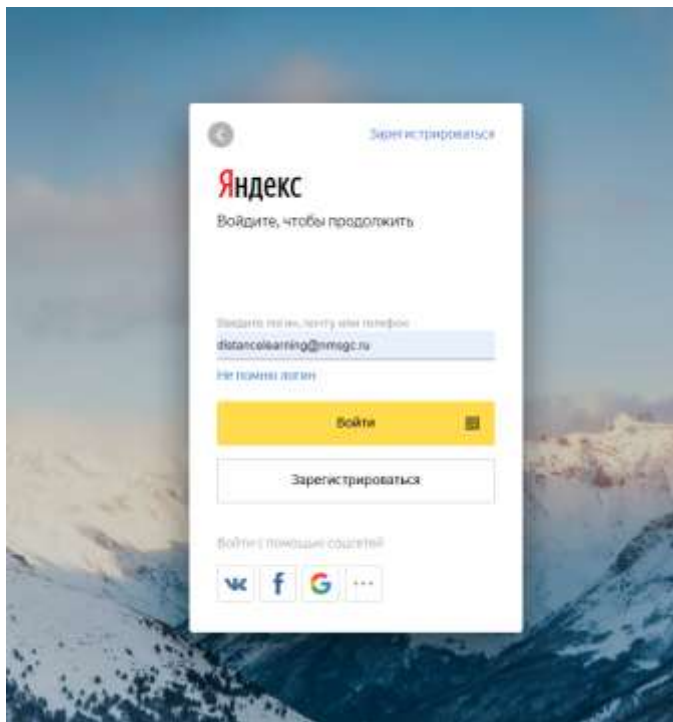 Зарегистрироваться
Яндекс
Войдите, чтобы продолжить
Введите логин, почту или телефон
distancelearning@nmsgc.ru
Не помню логин
Войти
Зарегистрироваться
Войти с помощью соцсетей